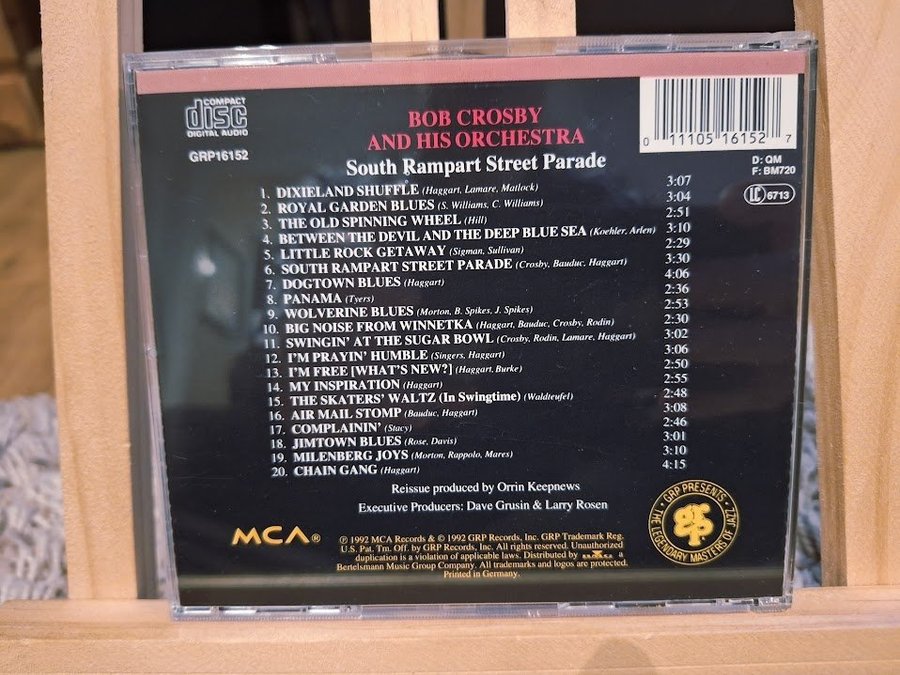 COMPACT
disc
DIGITAL AUDIO
GRP16152
BOB CROSBY
AND HIS ORCHESTRA
South Rampart Street Parade
0 11105 16152 7
D: QM
F: BM720
LC 6713
1. DIXIELAND SHUFFLE (Haggart, Lamare, Matlock) 3:07
2. ROYAL GARDEN BLUES (S. Williams, C. Williams) 3:04
3. THE OLD SPINNING WHEEL (Hill) 2:51
4. BETWEEN THE DEVIL AND THE DEEP BLUE SEA (Koehler, Arlen) 3:10
5. LITTLE ROCK GETAWAY (Sigman, Sullivan) 2:29
6. SOUTH RAMPART STREET PARADE (Crosby, Bauduc, Haggart) 3:30
7. DOGTOWN BLUES (Haggart) 4:06
8. PANAMA (Tyers) 2:36
9. WOLVERINE BLUES (Morton, B. Spikes, J. Spikes) 2:53
10. BIG NOISE FROM WINNETKA (Haggart, Bauduc, Crosby, Rodin) 2:30
11. SWINGIN' AT THE SUGAR BOWL (Crosby, Rodin, Lamare, Haggart) 3:02
12. I'M PRAYIN' HUMBLE (Singers, Haggart) 3:06
13. I'M FREE [WHAT'S NEW?] (Haggart, Burke) 2:50
14. MY INSPIRATION (Haggart) 2:55
15. THE SKATERS' WALTZ (In Swingtime) (Waldteufel) 2:48
16. AIR MAIL STOMP (Bauduc, Haggart) 3:08
17. COMPLAININ' (Stacy) 2:46
18. JIMTOWN BLUES (Rose, Davis) 3:01
19. MILENBERG JOYS (Morton, Rappolo, Mares) 3:10
20. CHAIN GANG (Haggart) 4:15
Reissue produced by Orrin Keepnews
Executive Producers: Dave Grusin & Larry Rosen
MCA®
℗ 1992 MCA Records & © 1992 GRP Records, Inc. GRP Trademark Reg.
U.S. Pat. Tm. Off. by GRP Records, Inc. All rights reserved. Unauthorized
duplication is a violation of applicable laws. Distributed by a
Bertelsmann Music Group Company. All trademarks and logos are protected.
Printed in Germany.
GRP PRESENTS
THE LEGENDARY MASTERS OF JAZZ
GRP